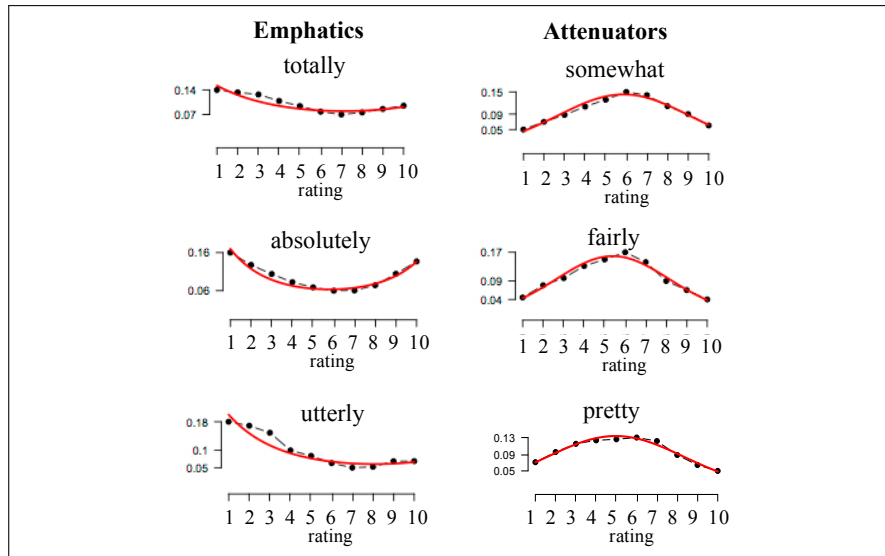 Emphatics
totally
0.14
0.07
1 2 3 4 5 6 7 8 9 10
rating
absolutely
0.16
0.06
1 2 3 4 5 6 7 8 9 10
rating
utterly
0.18
0.1
0.05
1 2 3 4 5 6 7 8 9 10
rating
Attenuators
somewhat
0.15
0.09
0.05
1 2 3 4 5 6 7 8 9 10
rating
fairly
0.17
0.09
0.04
1 2 3 4 5 6 7 8 9 10
rating
pretty
0.13
0.09
0.05
1 2 3 4 5 6 7 8 9 10
rating